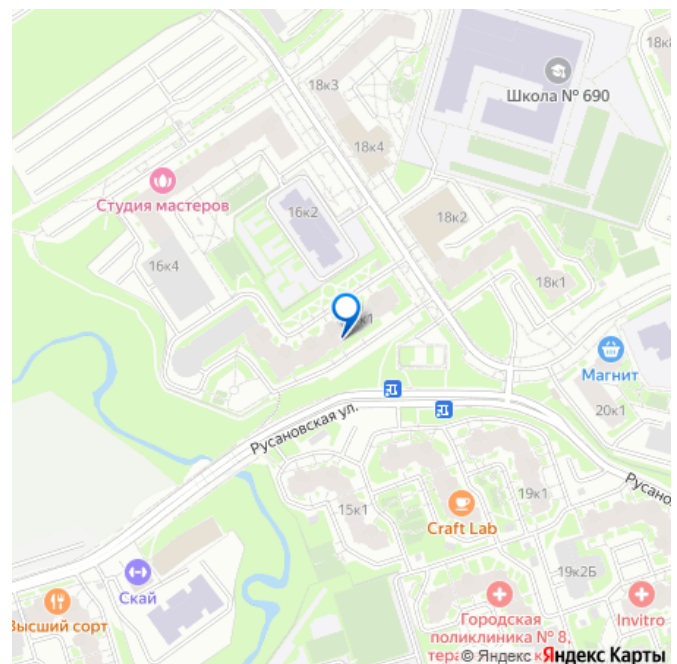 18к3
18к
Школа № 690
18к4
Студия мастеров
16к2
18к2
16к4
18к1
к1
Магнит
20к1
Русановская ул.
Русано
19к1
15к1
Craft Lab
19к2Б
Скай
Высший сорт
Городская
поликлиника № 8,
тера
Invitro
© Яндекс Яндекс Карты